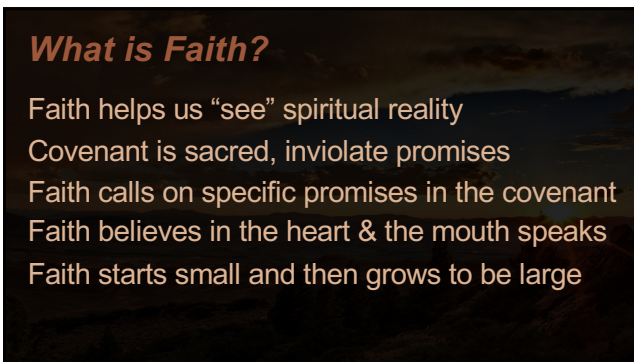 What is Faith?
Faith helps us “see” spiritual reality
Covenant is sacred, inviolate promises
Faith calls on specific promises in the covenant
Faith believes in the heart & the mouth speaks
Faith starts small and then grows to be large